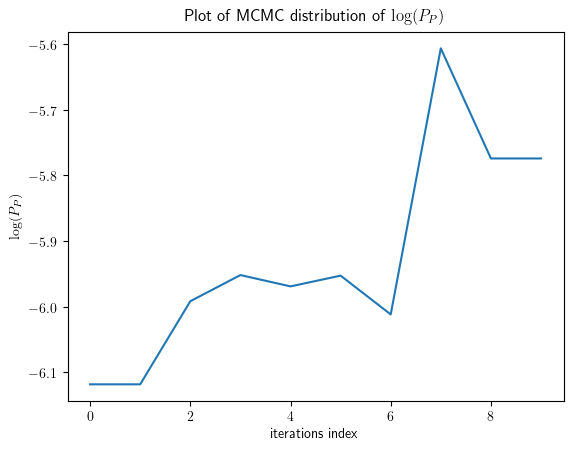 Plot of MCMC distribution of log(P_P)
−5.6
−5.7
−5.8
−5.9
−6.0
−6.1
log(P_P)
0 2 4 6 8
iterations index